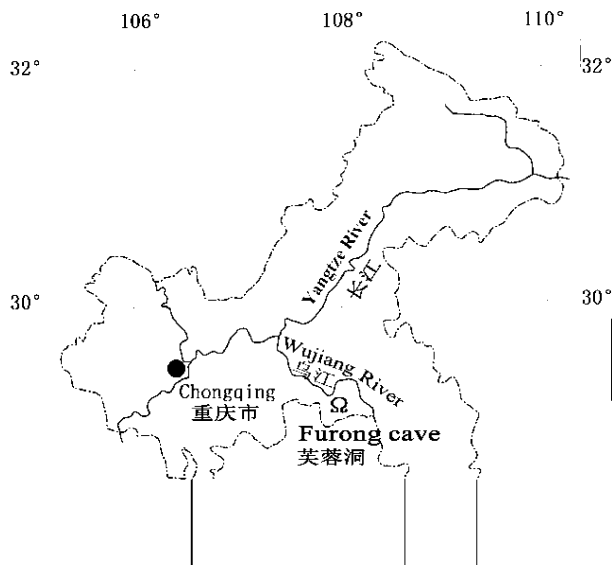 106° 108° 110°
32° 32°
Yangtze River
长江
30° 30°
Wujiang River
乌江
Chongqing
重庆市
Ω
Furong cave
芙蓉洞